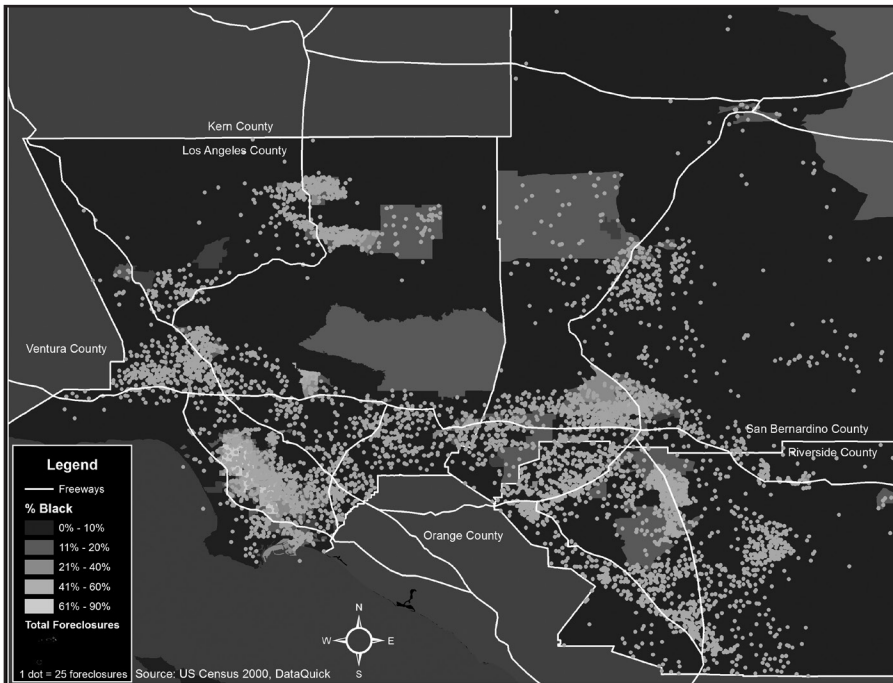 Kern County
Los Angeles County
Ventura County
San Bernardino County
Riverside County
Orange County
Legend
Freeways
% Black
0% - 10%
11% - 20%
21% - 40%
41% - 60%
61% - 90%
Total Foreclosures
1 dot = 25 foreclosures
Source: US Census 2000, DataQuick
N
W E
S